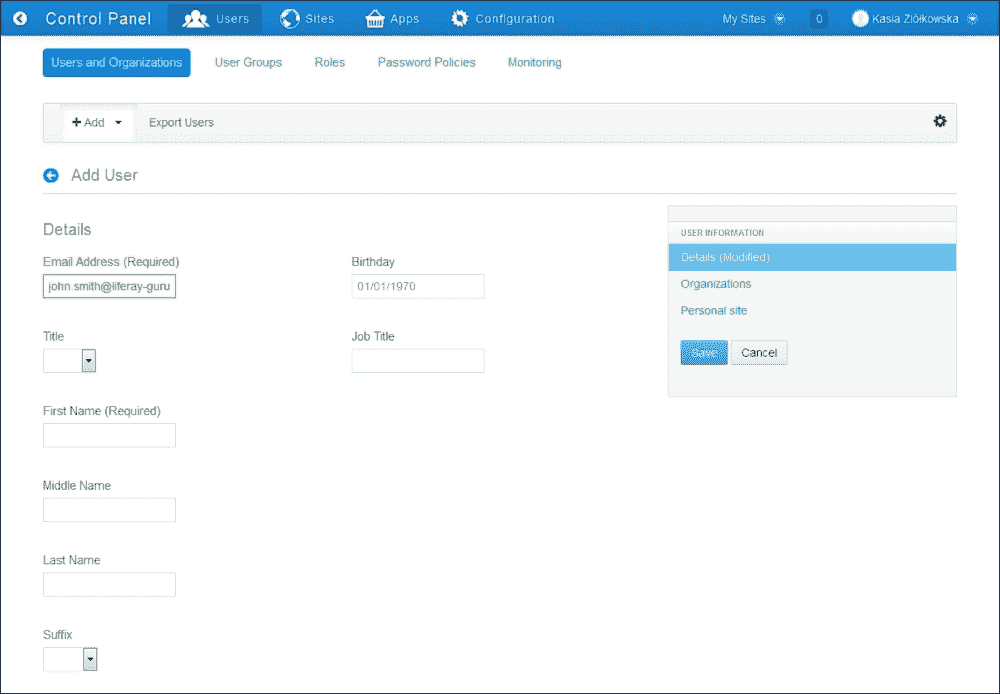 Control Panel Users Sites Apps Configuration My Sites 0 Kasia Ziółkowska
Users and Organizations User Groups Roles Password Policies Monitoring
+ Add Export Users
Add User
Details
USER INFORMATION
Email Address (Required) Birthday
Details (Modified)
john.smith@liferay-guru 01/01/1970
Organizations
Personal site
Title Job Title
Save Cancel
First Name (Required)
Middle Name
Last Name
Suffix